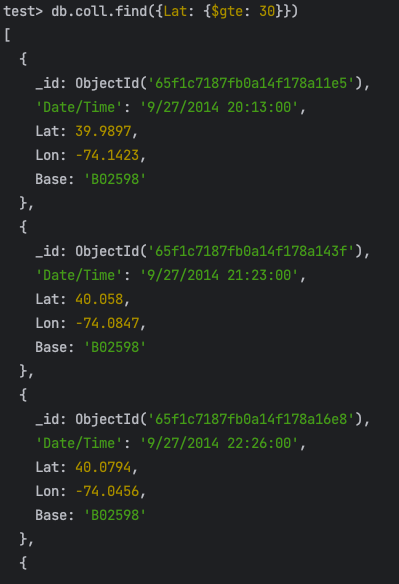 test> db.coll.find({Lat: {$gte: 30}})
[
  {
    _id: ObjectId('65f1c7187fb0a14f178a11e5'),
    'Date/Time': '9/27/2014 20:13:00',
    Lat: 39.9897,
    Lon: -74.1423,
    Base: 'B02598'
  },
  {
    _id: ObjectId('65f1c7187fb0a14f178a143f'),
    'Date/Time': '9/27/2014 21:23:00',
    Lat: 40.058,
    Lon: -74.0847,
    Base: 'B02598'
  },
  {
    _id: ObjectId('65f1c7187fb0a14f178a16e8'),
    'Date/Time': '9/27/2014 22:26:00',
    Lat: 40.0794,
    Lon: -74.0456,
    Base: 'B02598'
  },
  {